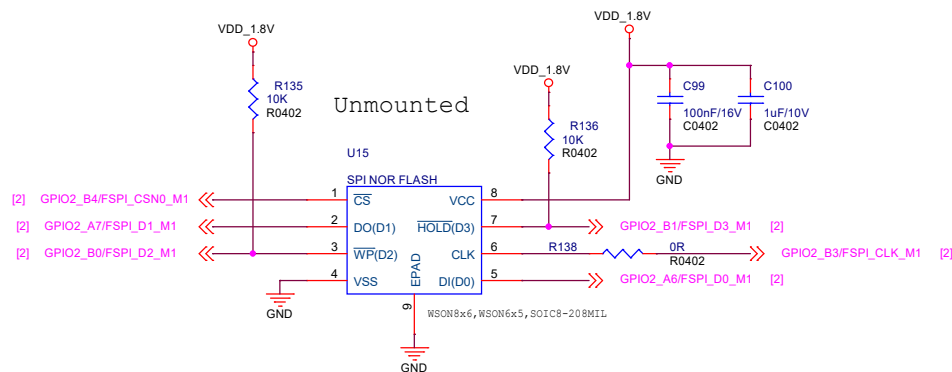 VDD_1.8V
VDD_1.8V
VDD_1.8V
R135
10K
R0402
Unmounted
R136
10K
R0402
C99
100nF/16V
C0402
C100
1uF/10V
C0402
GND
U15
SPI NOR FLASH
[2] GPIO2_B4/FSPI_CSN0_M1
1
CS
VCC
8
[2] GPIO2_A7/FSPI_D1_M1
2
DO(D1)
HOLD(D3)
7
GPIO2_B1/FSPI_D3_M1 [2]
[2] GPIO2_B0/FSPI_D2_M1
3
WP(D2)
CLK
6
R138
0R
R0402
GPIO2_B3/FSPI_CLK_M1 [2]
4
VSS
EPAD
DI(D0)
5
GPIO2_A6/FSPI_D0_M1 [2]
GND
9
WSON8x6,WSON6x5,SOIC8-208MIL
GND